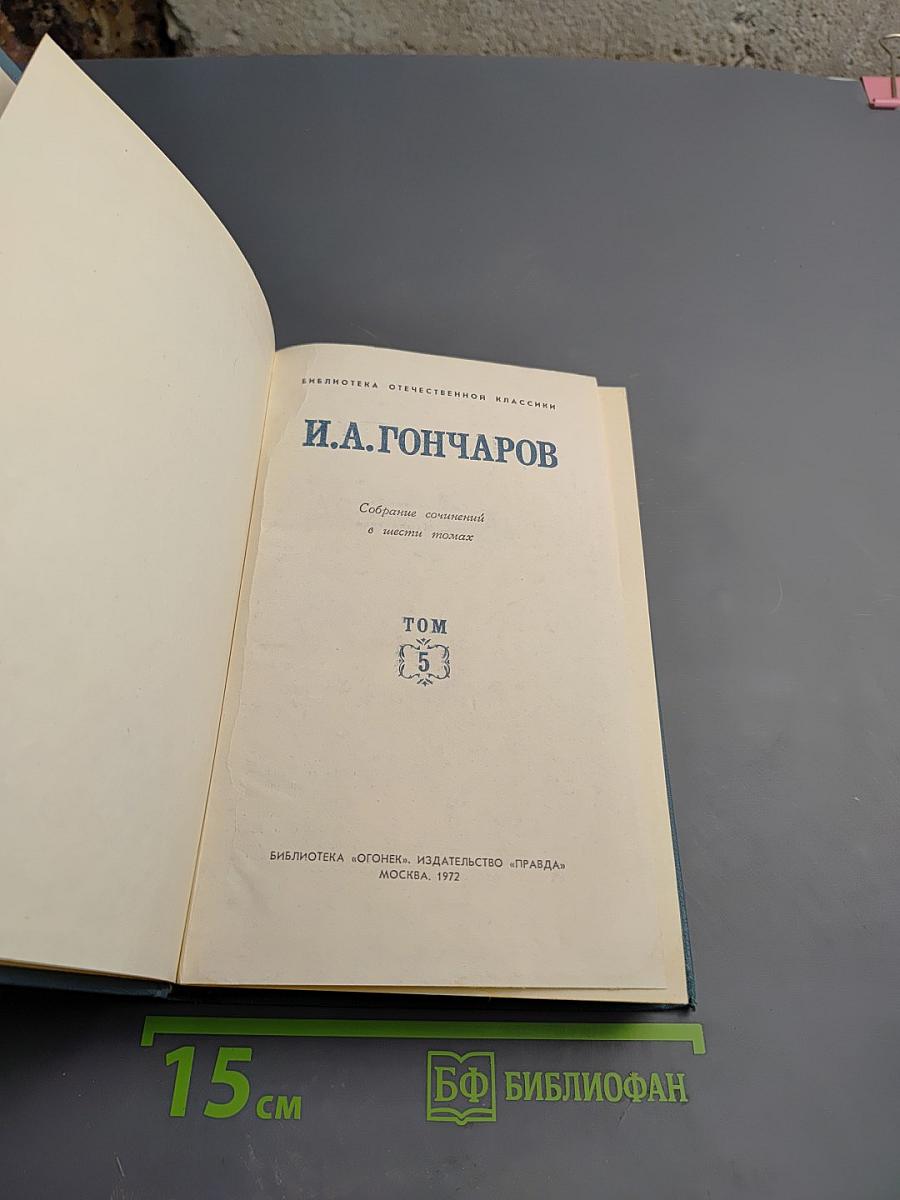 БИБЛИОТЕКА ОТЕЧЕСТВЕННОЙ КЛАССИКИ
И.А.ГОНЧАРОВ
Собрание сочинений
в шести томах
ТОМ
5
БИБЛИОТЕКА «ОГОНЕК». ИЗДАТЕЛЬСТВО «ПРАВДА»
МОСКВА. 1972
15 см
БФ БИБЛИОФАН